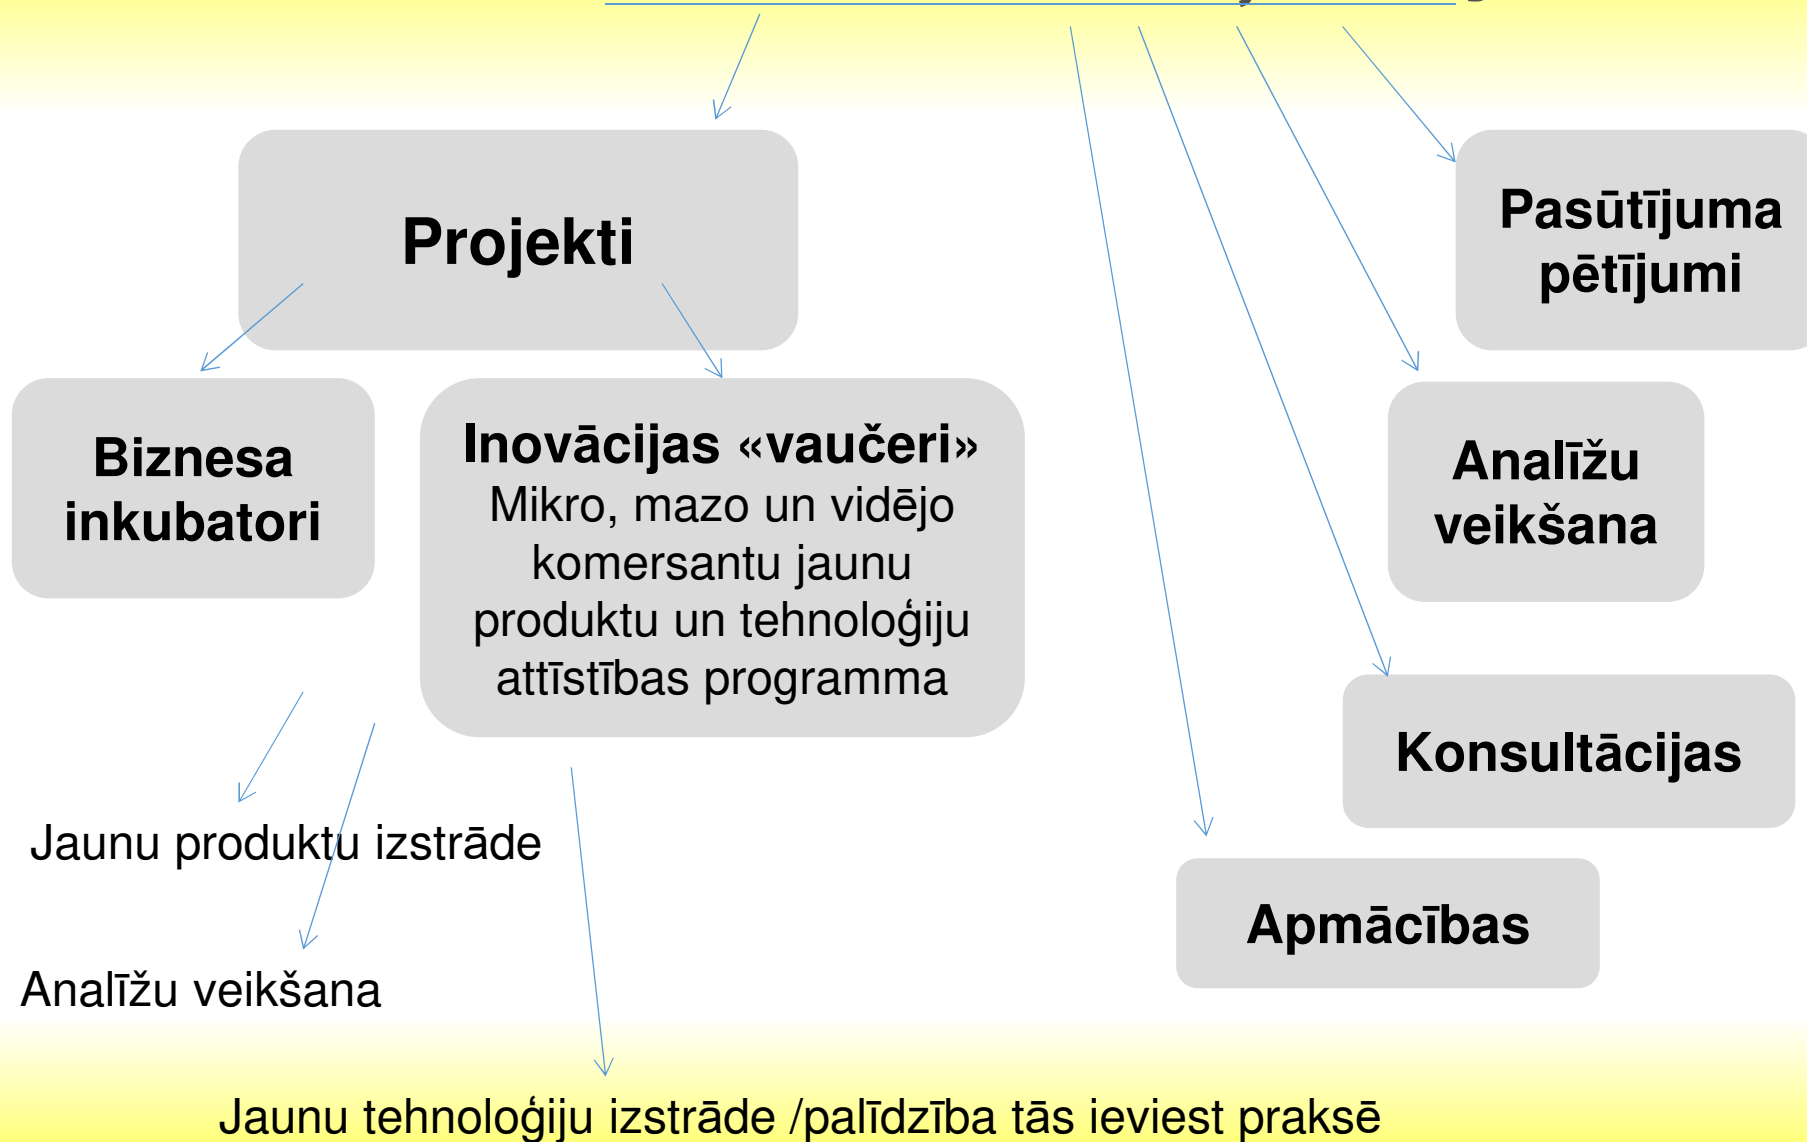 Projekti
Pasūtījuma
pētījumi
Biznesa
inkubatori
Inovācijas «vaučeri»
Mikro, mazo un vidējo
komersantu jaunu
produktu un tehnoloģiju
attīstības programma
Analīžu
veikšana
Konsultācijas
Jaunu produktu izstrāde
Apmācības
Analīžu veikšana
Jaunu tehnoloģiju izstrāde /palīdzība tās ieviest praksē